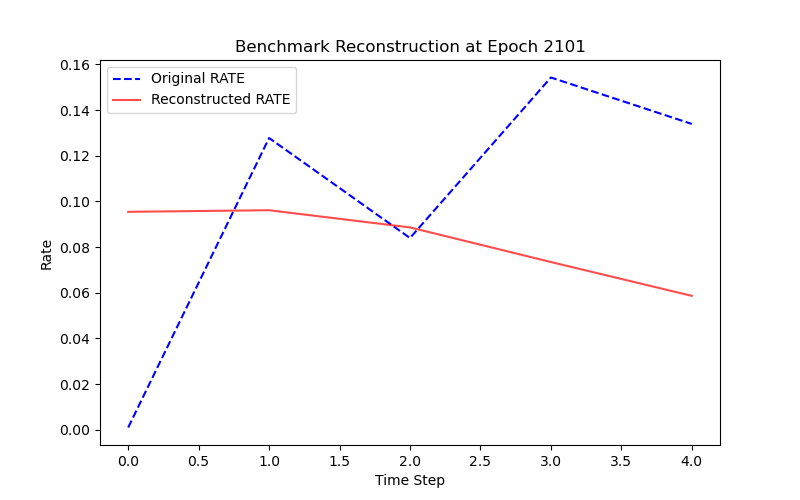 Benchmark Reconstruction at Epoch 2101
Original RATE
Reconstructed RATE
0.16
0.14
0.12
0.10
0.08
0.06
0.04
0.02
0.00
Rate
0.0 0.5 1.0 1.5 2.0 2.5 3.0 3.5 4.0
Time Step